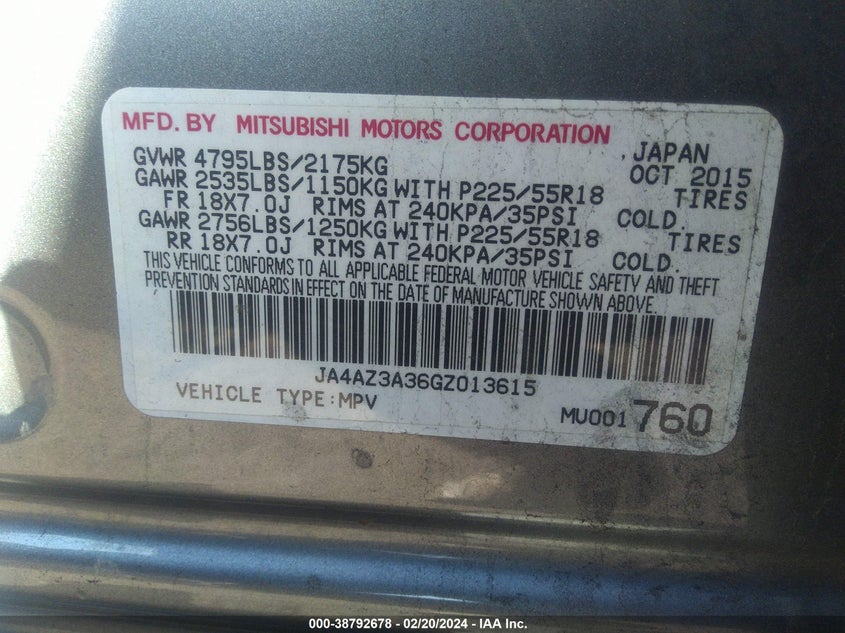 MFD. BY MITSUBISHI MOTORS CORPORATION , JAPAN
GVWR 4795LBS/2175KG OCT 2015
GAWR 2535LBS/1150KG WITH P225/55R18 TIRES
FR 18X7.0J RIMS AT 240KPA/35PSI COLD.
GAWR 2756LBS/1250KG WITH P225/55R18 TIRES
RR 18X7.0J RIMS AT 240KPA/35PSI COLD.
THIS VEHICLE CONFORMS TO ALL APPLICABLE FEDERAL MOTOR VEHICLE SAFETY AND THEFT
PREVENTION STANDARDS IN EFFECT ON THE DATE OF MANUFACTURE SHOWN ABOVE.
JA4AZ3A36GZ013615
VEHICLE TYPE:MPV MU001760
000-38792678 - 02/20/2024 - IAA Inc.